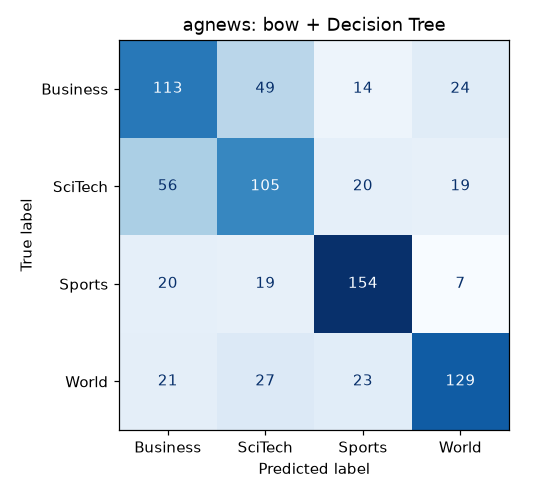 agnews: bow + Decision Tree
Business 113 49 14 24
SciTech 56 105 20 19
Sports 20 19 154 7
World 21 27 23 129
True label
Business SciTech Sports World
Predicted label